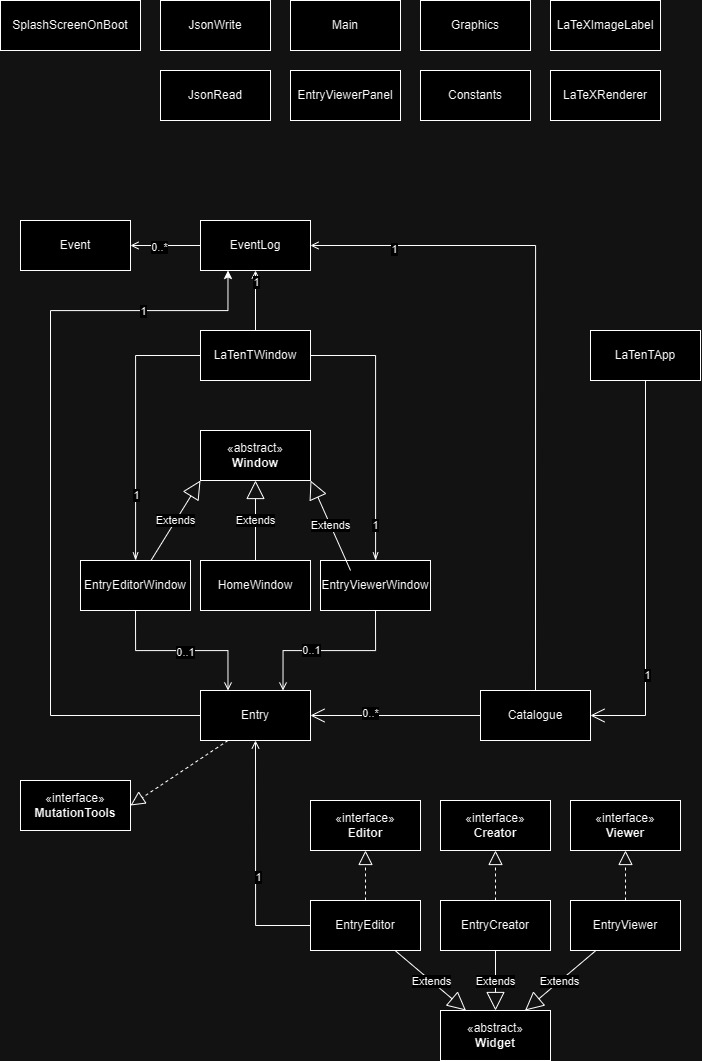 SplashScreenOnBoot
JsonWrite
Main
Graphics
LaTeXImageLabel
JsonRead
EntryViewerPanel
Constants
LaTeXRenderer
Event
0..*
EventLog
1
1
1
LaTenTWindow
LaTenTApp
«abstract»
Window
1
Extends
Extends
Extends
1
EntryEditorWindow
HomeWindow
EntryViewerWindow
0..1
0..1
1
Entry
0..*
Catalogue
«interface»
MutationTools
«interface»
Editor
«interface»
Creator
«interface»
Viewer
1
EntryEditor
EntryCreator
EntryViewer
Extends
Extends
Extends
«abstract»
Widget